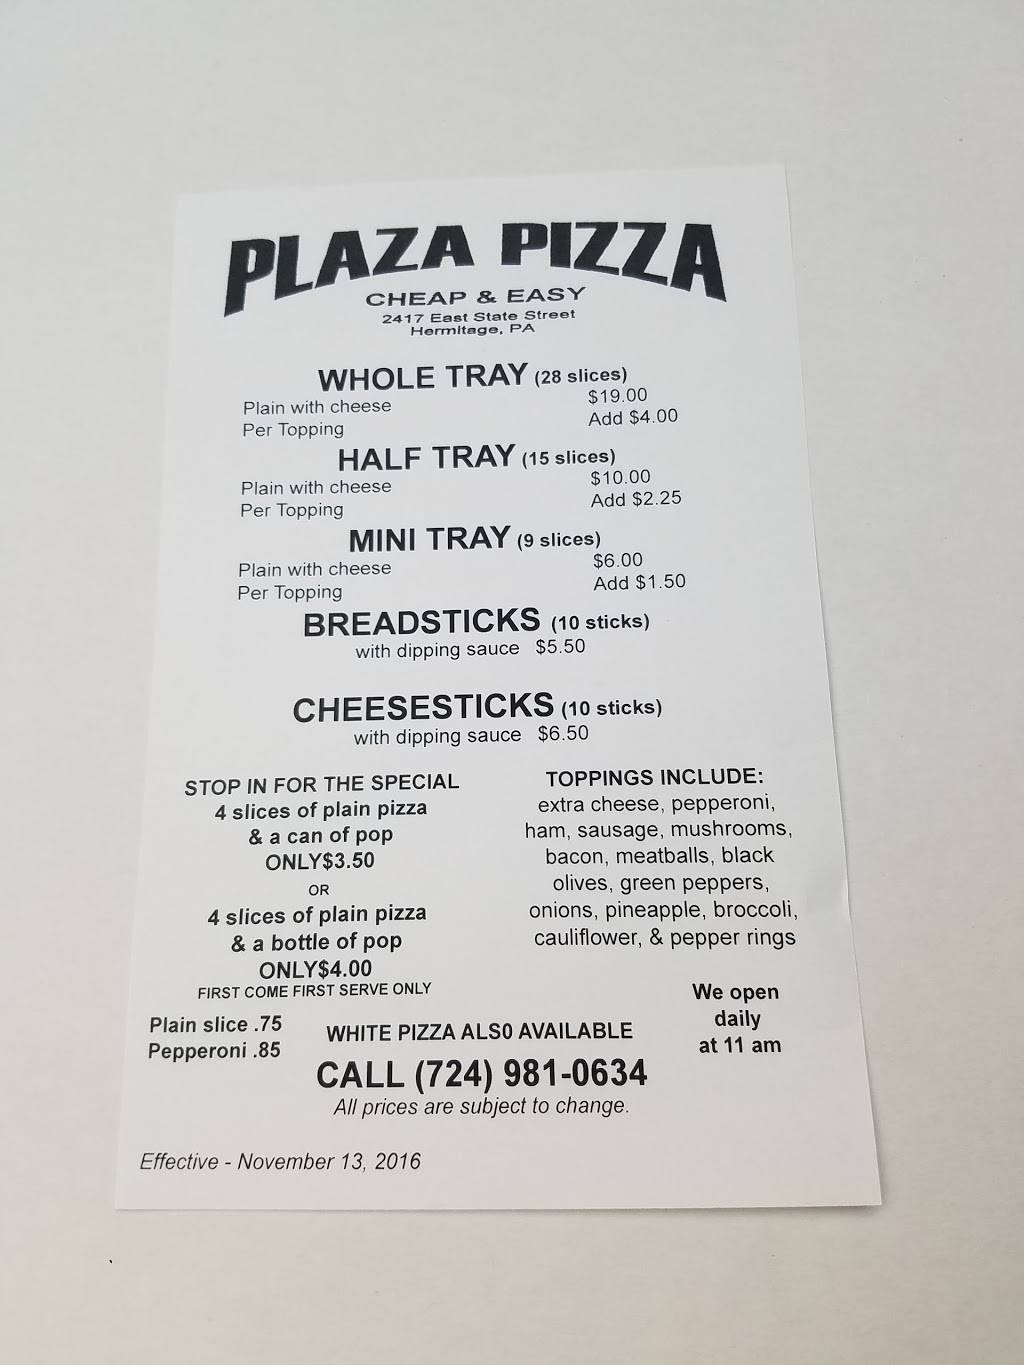 PLAZA PIZZA
CHEAP & EASY
2417 East State Street
Hermitage, PA
WHOLE TRAY (28 slices)
Plain with cheese $19.00
Per Topping Add $4.00
HALF TRAY (15 slices)
Plain with cheese $10.00
Per Topping Add $2.25
MINI TRAY (9 slices)
Plain with cheese $6.00
Per Topping Add $1.50
BREADSTICKS (10 sticks)
with dipping sauce $5.50
CHEESESTICKS (10 sticks)
with dipping sauce $6.50
STOP IN FOR THE SPECIAL
4 slices of plain pizza
& a can of pop
ONLY$3.50
OR
4 slices of plain pizza
& a bottle of pop
ONLY$4.00
FIRST COME FIRST SERVE ONLY
TOPPINGS INCLUDE:
extra cheese, pepperoni,
ham, sausage, mushrooms,
bacon, meatballs, black
olives, green peppers,
onions, pineapple, broccoli,
cauliflower, & pepper rings
We open
daily
at 11 am
Plain slice .75
Pepperoni .85
WHITE PIZZA ALS0 AVAILABLE
CALL (724) 981-0634
All prices are subject to change.
Effective - November 13, 2016